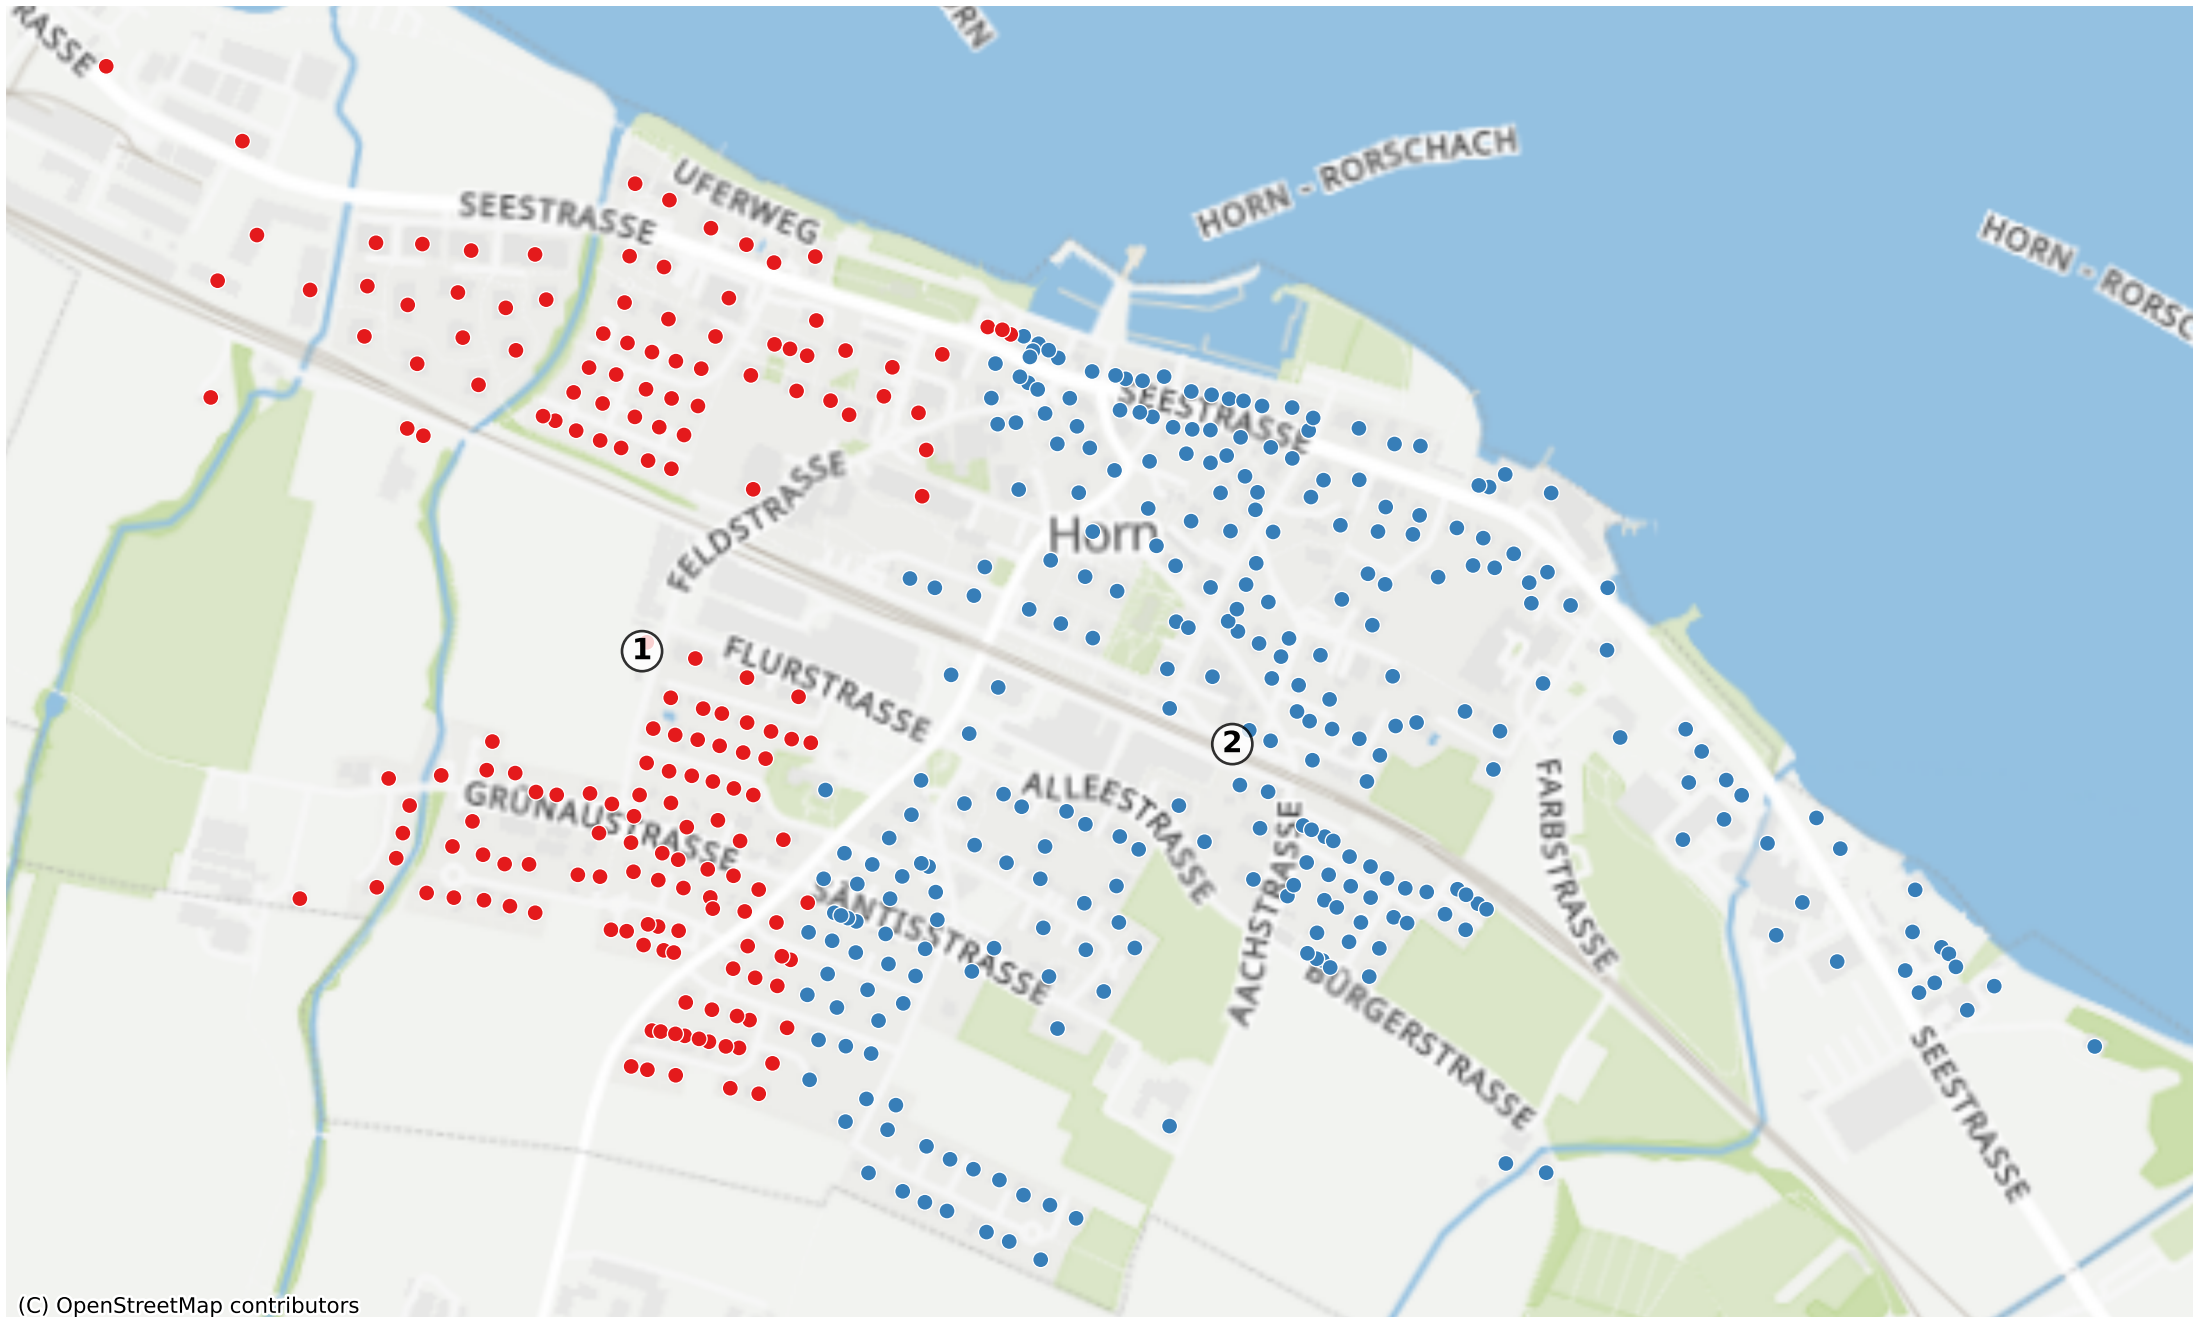 RASSE
RN
HORN - RORSCHACH
UFERWEG
SEESTRASSE
HORN - RORSC
SEESTRASSE
FELDSTRASSE
Horn
1
FLURSTRASSE
2
GRÜNAUSTRASSE
ALLEESTRASSE
AACHSTRASSE
FARBSTRASSE
SÄNTISSTRASSE
BÜRGERSTRASSE
SEESTRASSE
(C) OpenStreetMap contributors